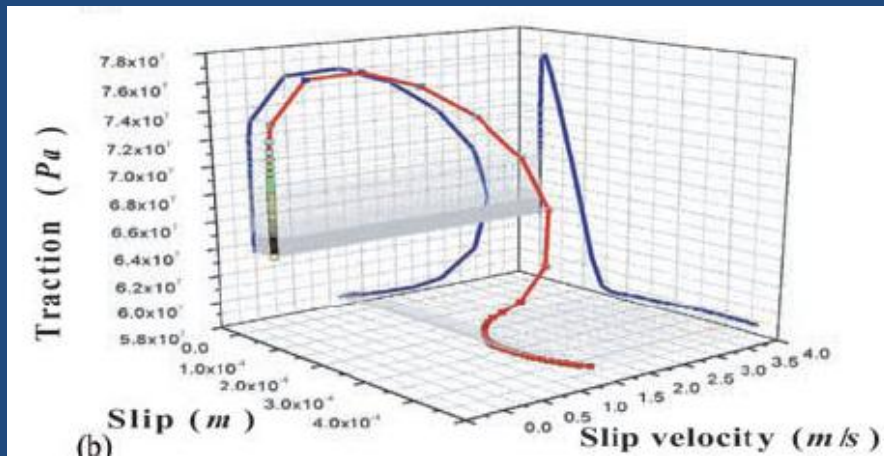 7.8x10⁷
7.6x10⁷
7.4x10⁷
7.2x10⁷
7.0x10⁷
6.8x10⁷
6.6x10⁷
6.4x10⁷
6.2x10⁷
6.0x10⁷
5.8x10⁷
Traction (Pa)
0.0
1.0x10⁻⁴
2.0x10⁻⁴
3.0x10⁻⁴
4.0x10⁻⁴
Slip (m)
0.0
0.5
1.0
1.5
2.0
2.5
3.0
3.5
4.0
Slip velocity (m/s)
(b)